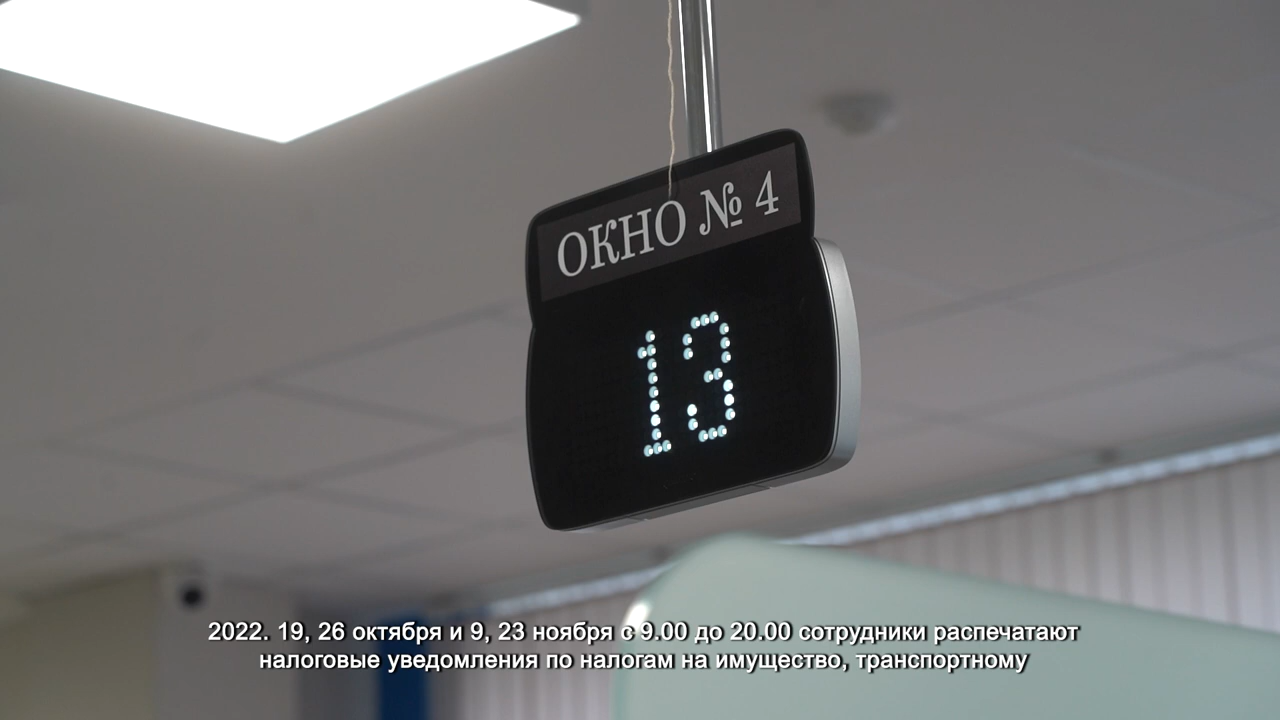 ОКНО № 4
13
2022. 19, 26 октября и 9, 23 ноября с 9.00 до 20.00 сотрудники распечатают
налоговые уведомления по налогам на имущество, транспортному